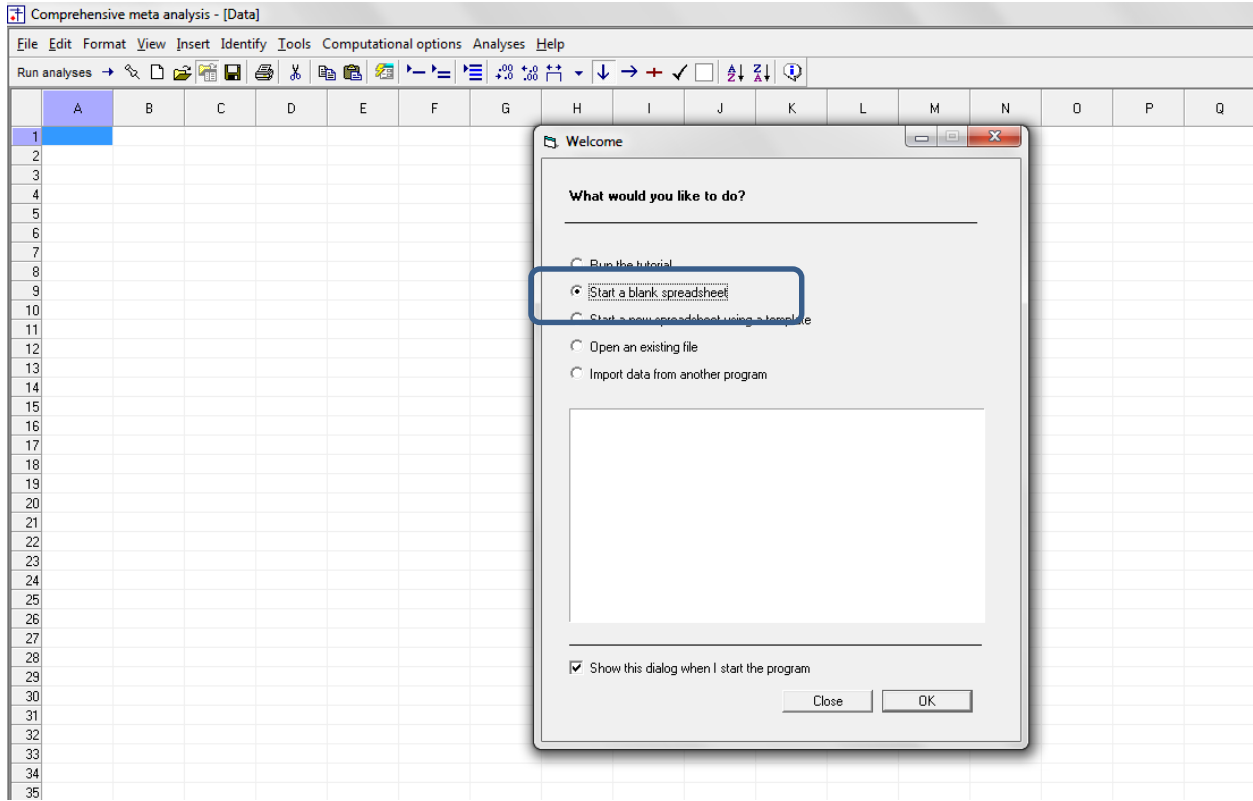 Comprehensive meta analysis - [Data]
File Edit Format View Insert Identify Tools Computational options Analyses Help
Run analyses
A B C D E F G H I J K L M N O P Q
1
2
3
4
5
6
7
8
9
10
11
12
13
14
15
16
17
18
19
20
21
22
23
24
25
26
27
28
29
30
31
32
33
34
35
Welcome
What would you like to do?
Run the tutorial
Start a blank spreadsheet
Start a new spreadsheet using a template
Open an existing file
Import data from another program
Show this dialog when I start the program
Close OK